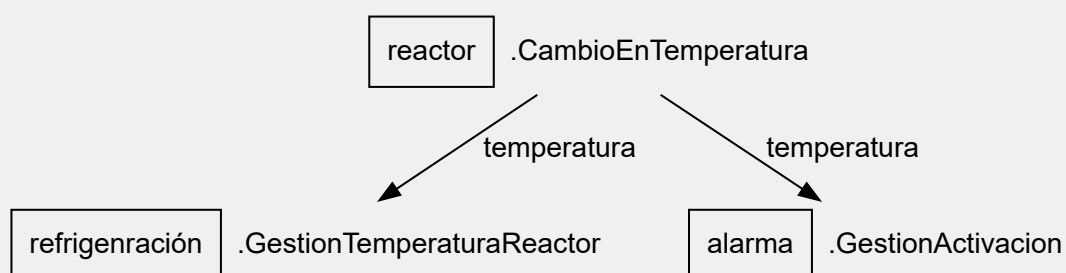 reactor .CambioEnTemperatura
temperatura temperatura
refrigenración .GestionTemperaturaReactor alarma .GestionActivacion